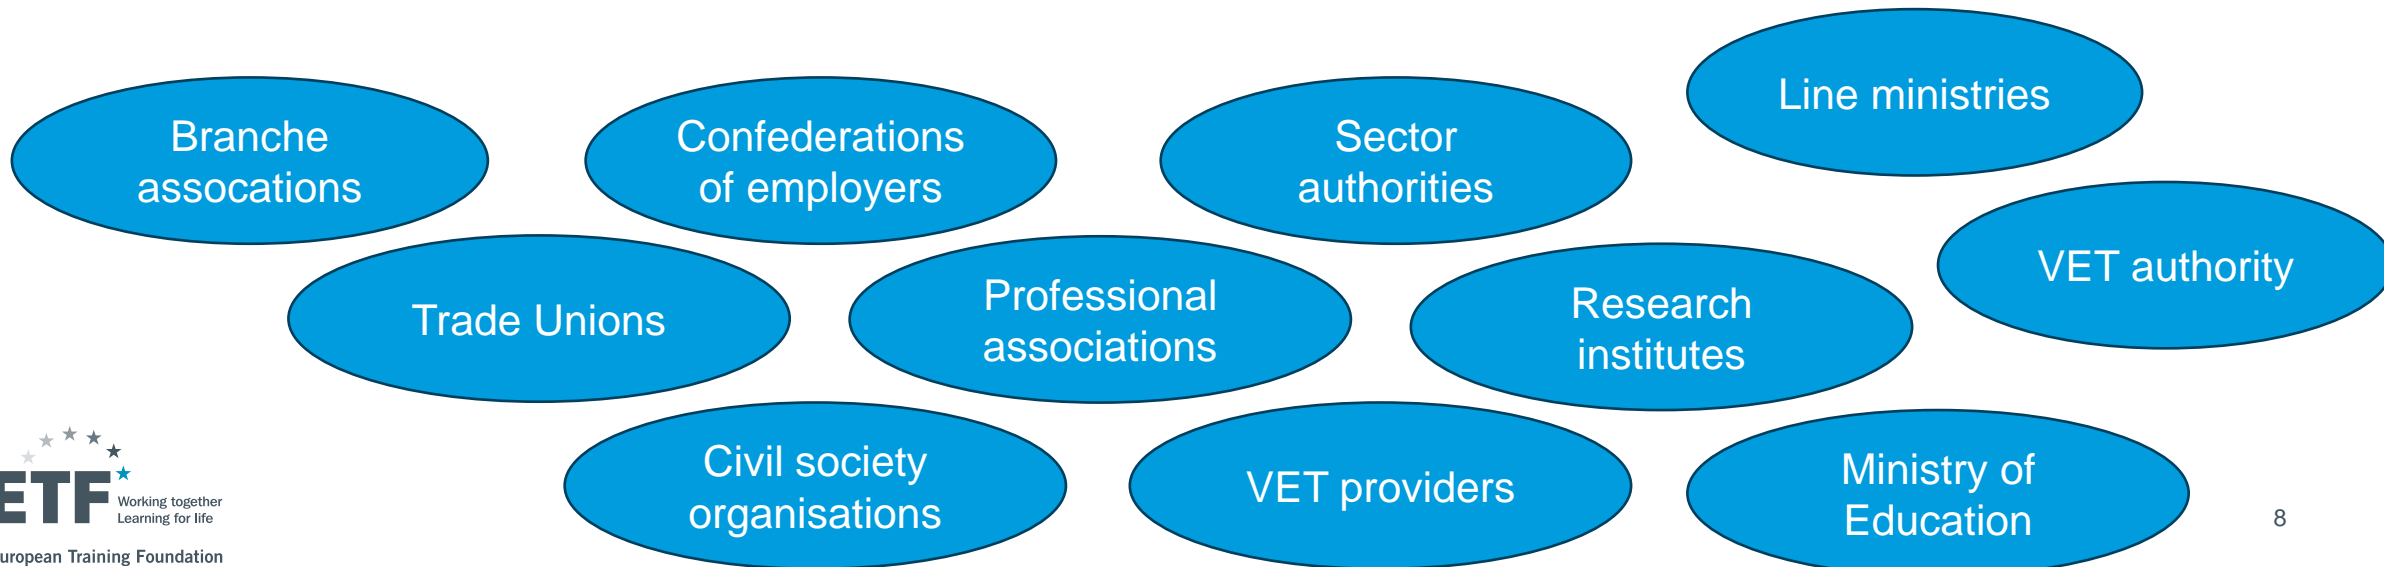 Line ministries
Branche
assocations
Confederations
of employers
Sector
authorities
VET authority
Trade Unions
Professional
associations
Research
institutes
Civil society
organisations
VET providers
Ministry of
Education
ETF
Working together
Learning for life
uropean Training Foundation
8